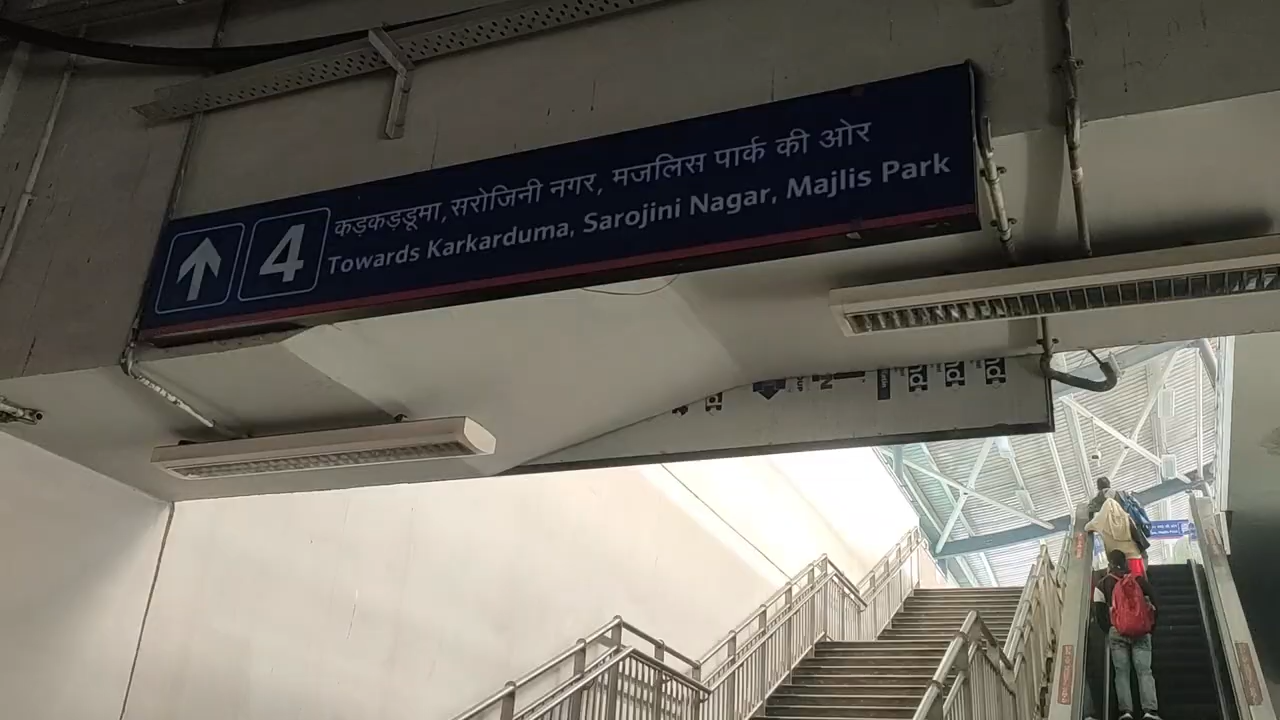 4
कड़कड़डूमा, सरोजिनी नगर, मजलिस पार्क की ओर
Towards Karkarduma, Sarojini Nagar, Majlis Park